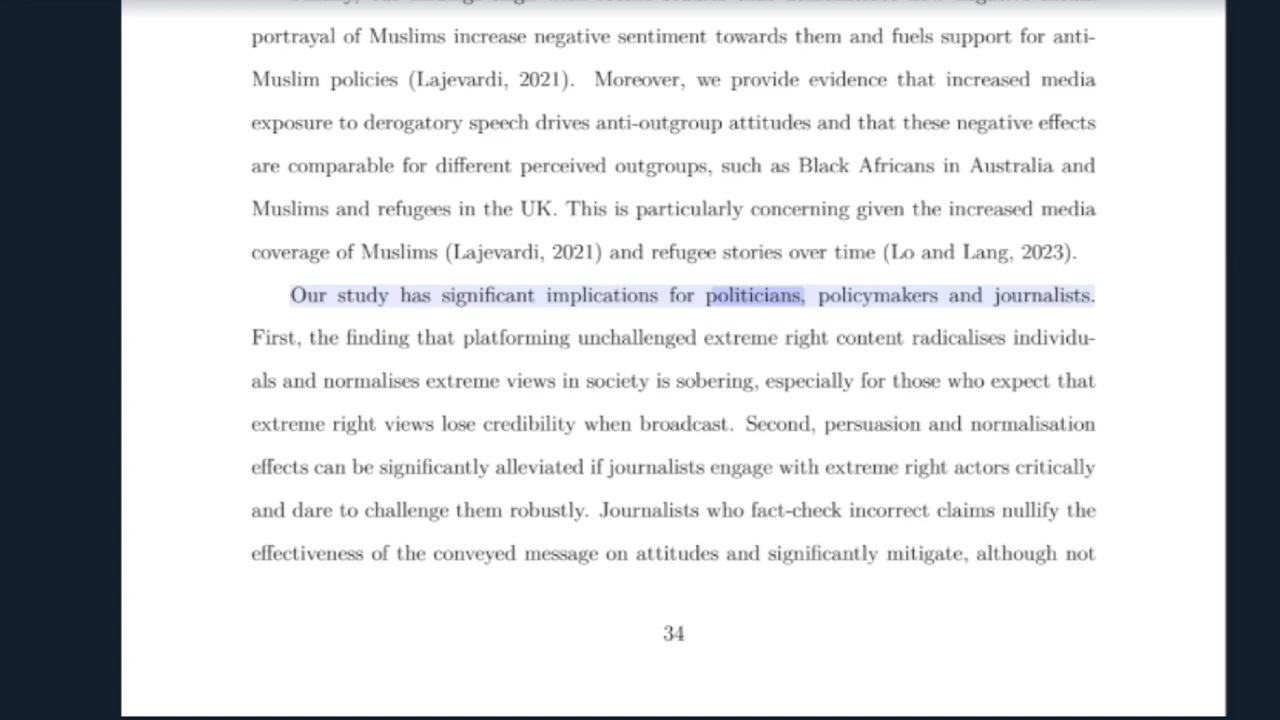 portrayal of Muslims increase negative sentiment towards them and fuels support for anti-
Muslim policies (Lajevardi, 2021). Moreover, we provide evidence that increased media
exposure to derogatory speech drives anti-outgroup attitudes and that these negative effects
are comparable for different perceived outgroups, such as Black Africans in Australia and
Muslims and refugees in the UK. This is particularly concerning given the increased media
coverage of Muslims (Lajevardi, 2021) and refugee stories over time (Lo and Lang, 2023).
Our study has significant implications for politicians, policymakers and journalists.
First, the finding that platforming unchallenged extreme right content radicalises individu-
als and normalises extreme views in society is sobering, especially for those who expect that
extreme right views lose credibility when broadcast. Second, persuasion and normalisation
effects can be significantly alleviated if journalists engage with extreme right actors critically
and dare to challenge them robustly. Journalists who fact-check incorrect claims nullify the
effectiveness of the conveyed message on attitudes and significantly mitigate, although not
34